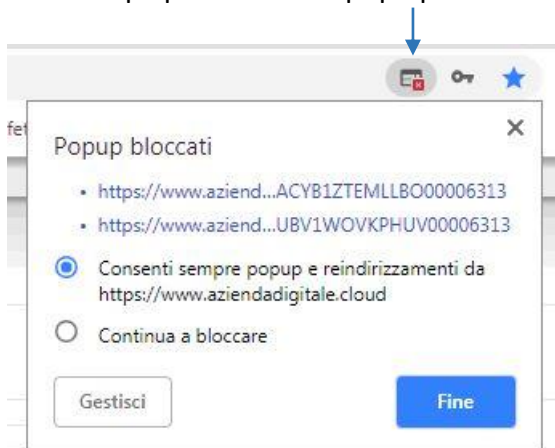 fet
Popup bloccati
• https://www.aziend...ACYB1ZTEMLLBO00006313
• https://www.aziend...UBV1WOVKPHUV00006313
Consenti sempre popup e reindirizzamenti da
https://www.aziendadigitale.cloud
Continua a bloccare
Gestisci
Fine